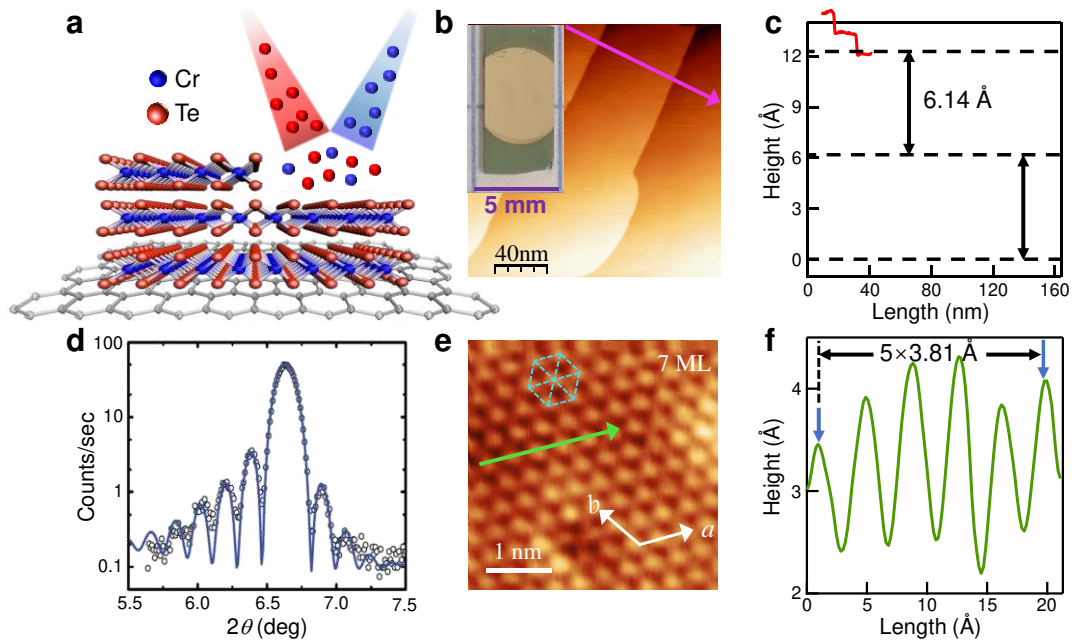 a
Cr
Te
b
5 mm
40nm
c
Height (Å)
12
9
6
3
0
6.14 Å
0
40
80
120
160
Length (nm)
d
Counts/sec
100
10
1
0.1
5.5
6.0
6.5
7.0
7.5
2θ (deg)
e
7 ML
b
a
1 nm
f
5×3.81 Å
Height (Å)
4
3
2
0
5
10
15
20
Length (Å)